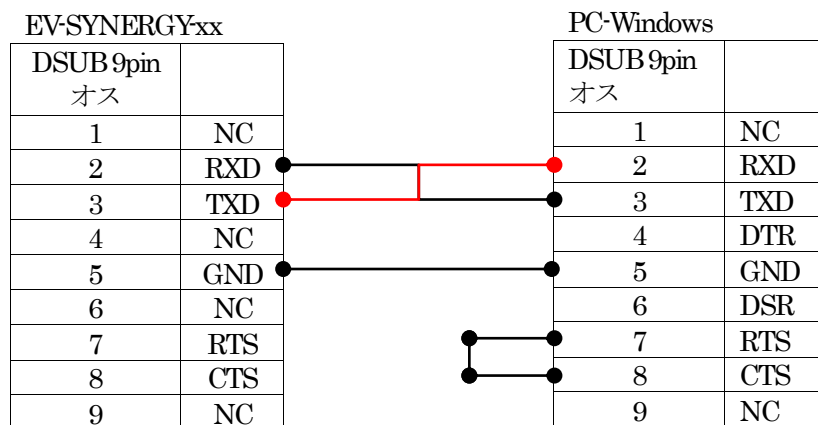 EV-SYNERGY-xx
DSUB 9pin
オス
1 NC
2 RXD
3 TXD
4 NC
5 GND
6 NC
7 RTS
8 CTS
9 NC
PC-Windows
DSUB 9pin
オス
1 NC
2 RXD
3 TXD
4 DTR
5 GND
6 DSR
7 RTS
8 CTS
9 NC